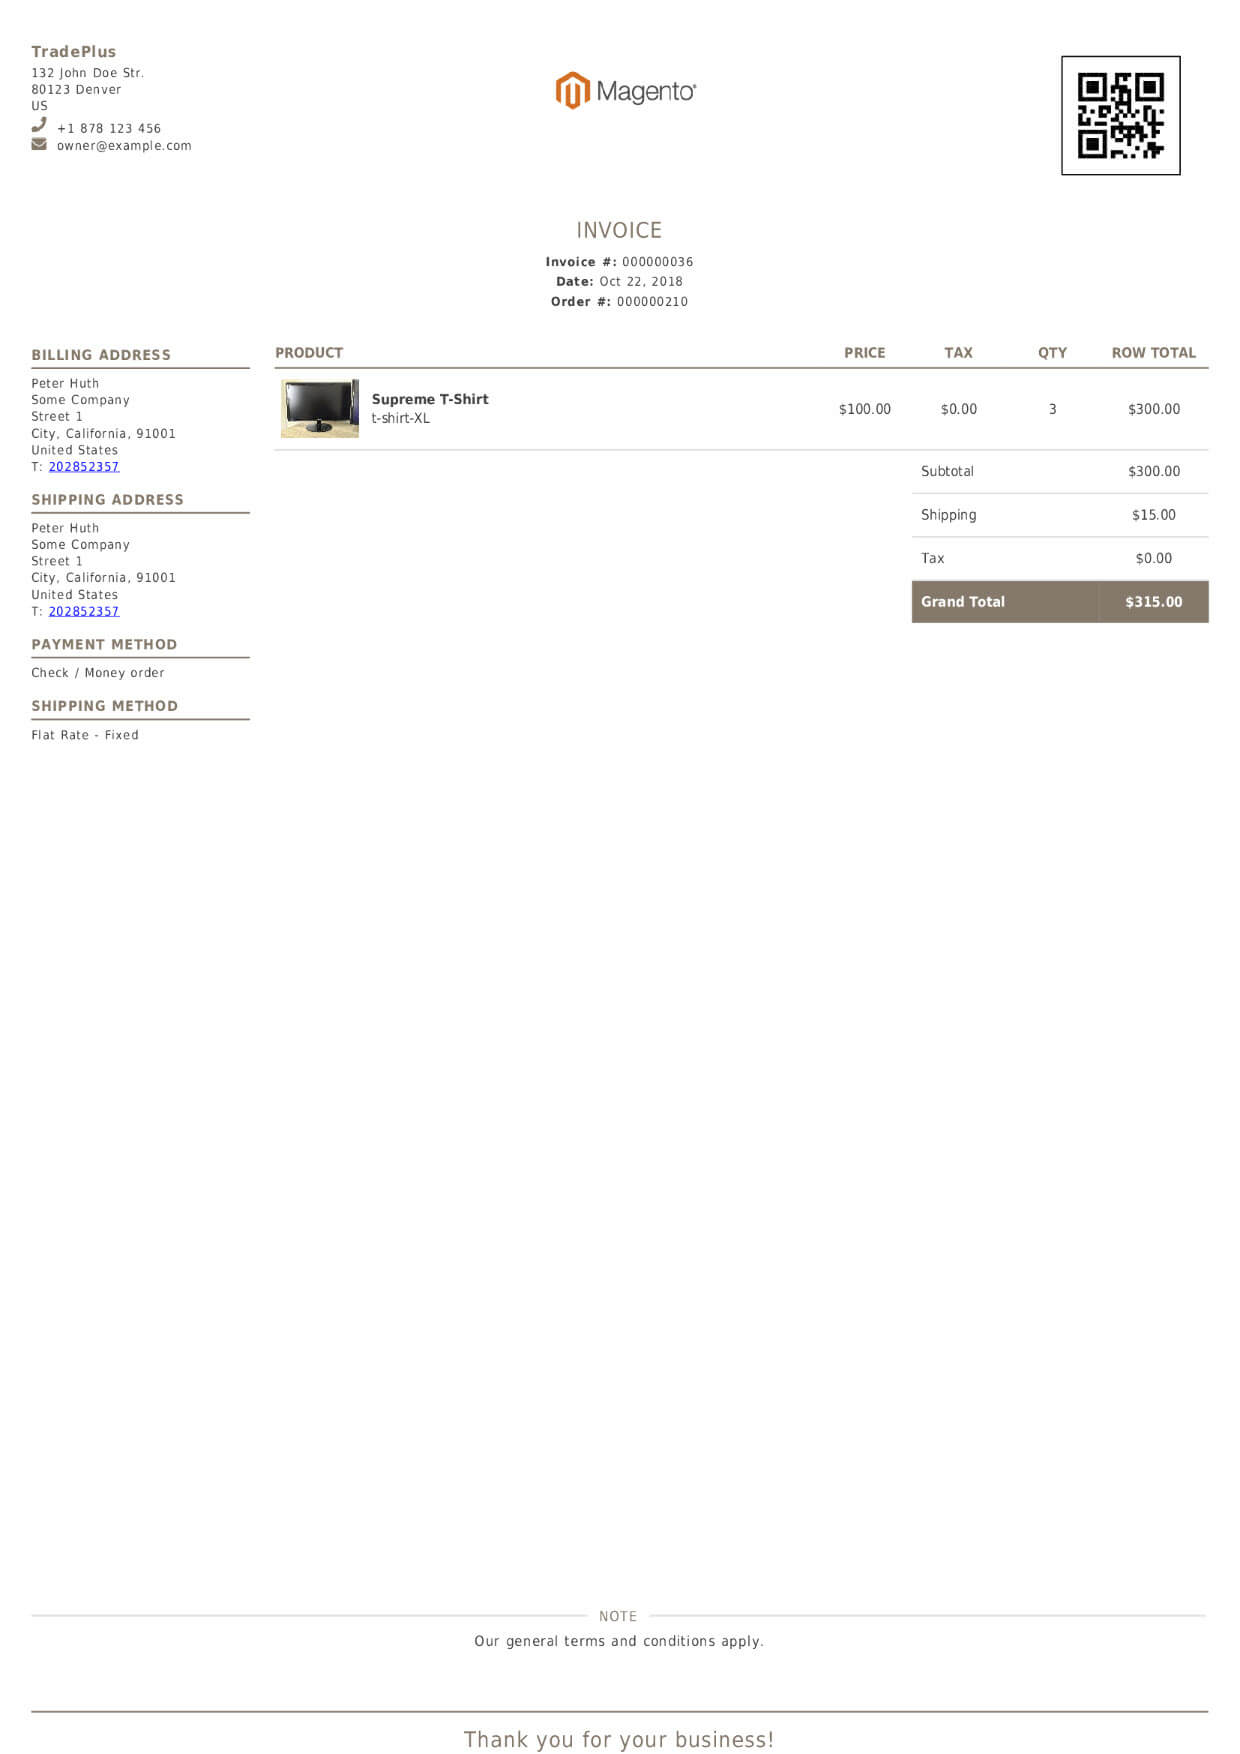 TradePlus
132 John Doe Str.
80123 Denver
US
+1 878 123 456
owner@example.com
Magento
INVOICE
Invoice #: 000000036
Date: Oct 22, 2018
Order #: 000000210
BILLING ADDRESS
Peter Huth
Some Company
Street 1
City, California, 91001
United States
T: 202852357
SHIPPING ADDRESS
Peter Huth
Some Company
Street 1
City, California, 91001
United States
T: 202852357
PAYMENT METHOD
Check / Money order
SHIPPING METHOD
Flat Rate - Fixed
PRODUCT PRICE TAX QTY ROW TOTAL
Supreme T-Shirt
t-shirt-XL
$100.00 $0.00 3 $300.00
Subtotal $300.00
Shipping $15.00
Tax $0.00
Grand Total $315.00
NOTE
Our general terms and conditions apply.
Thank you for your business!